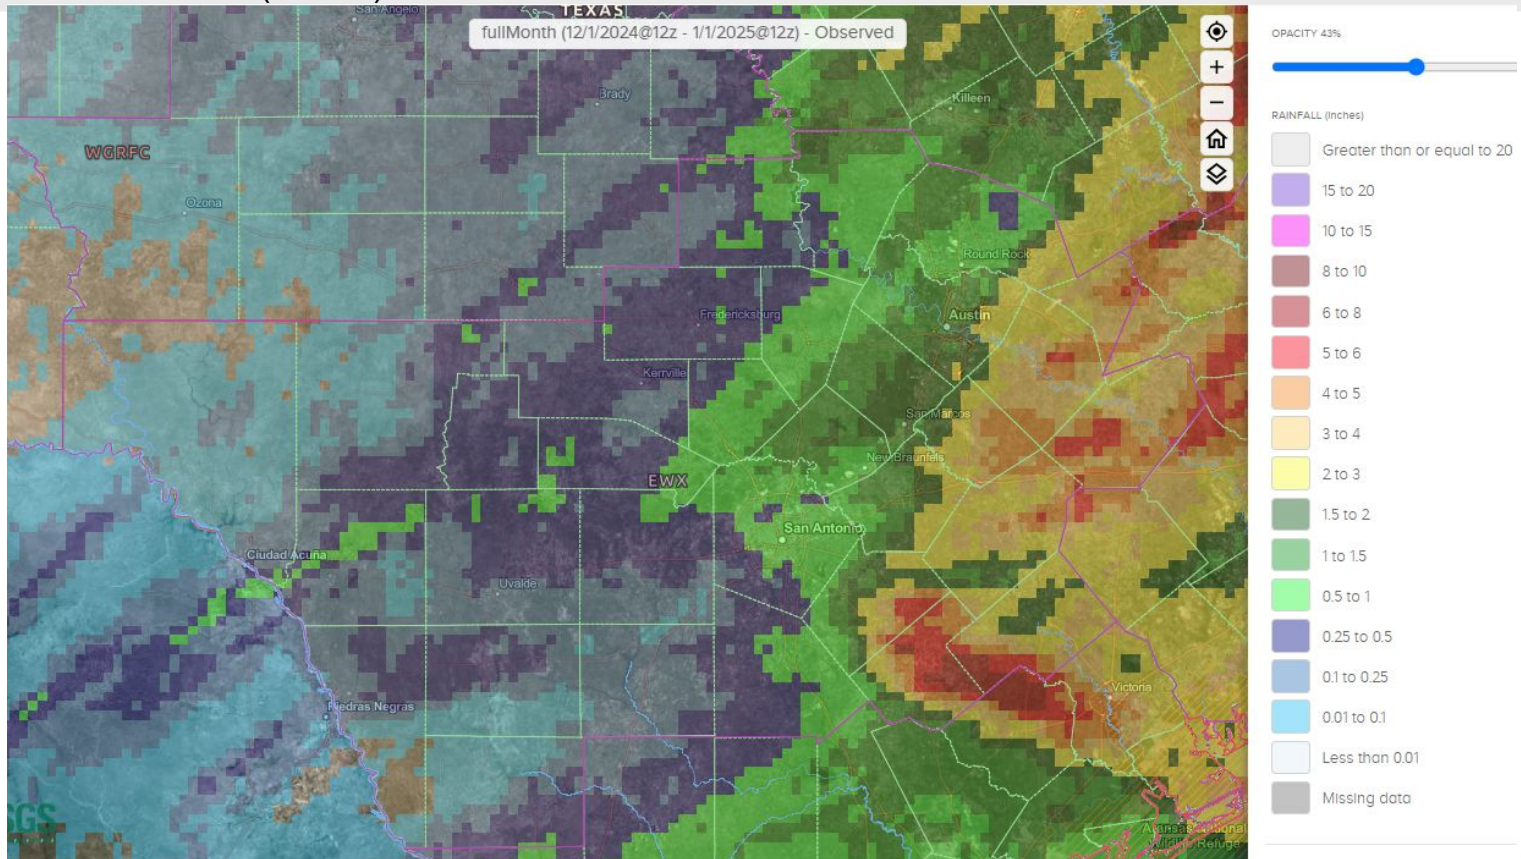 San Angelo
TEXAS
fullMonth (12/1/2024@12z - 1/1/2025@12z) - Observed
Brady
Killeen
WGRFC
Ozona
Round Rock
Fredericksburg
Austin
Kerrville
San Marcos
New Braunfels
EWX
San Antonio
Ciudad Acuña
Uvalde
Victoria
Piedras Negras
Aransas National
Wildlife Refuge
OPACITY 43%
RAINFALL (Inches)
Greater than or equal to 20
15 to 20
10 to 15
8 to 10
6 to 8
5 to 6
4 to 5
3 to 4
2 to 3
1.5 to 2
1 to 1.5
0.5 to 1
0.25 to 0.5
0.1 to 0.25
0.01 to 0.1
Less than 0.01
Missing data